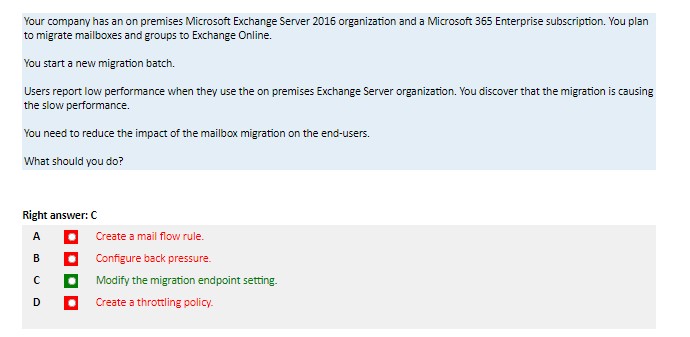 Your company has an on premises Microsoft Exchange Server 2016 organization and a Microsoft 365 Enterprise subscription. You plan
to migrate mailboxes and groups to Exchange Online.
You start a new migration batch.
Users report low performance when they use the on premises Exchange Server organization. You discover that the migration is causing
the slow performance.
You need to reduce the impact of the mailbox migration on the end-users.
What should you do?
Right answer: C
A Create a mail flow rule.
B Configure back pressure.
C Modify the migration endpoint setting.
D Create a throttling policy.